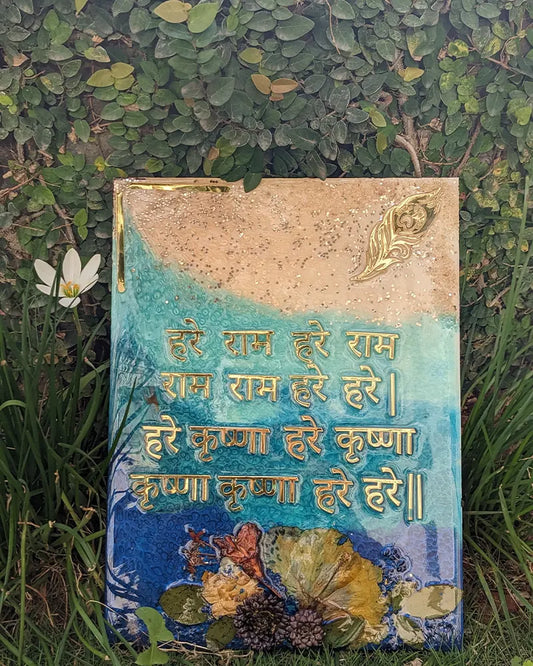 हरे राम हरे राम
राम राम हरे हरे|
हरे कृष्णा हरे कृष्णा
कृष्णा कृष्णा हरे हरे||